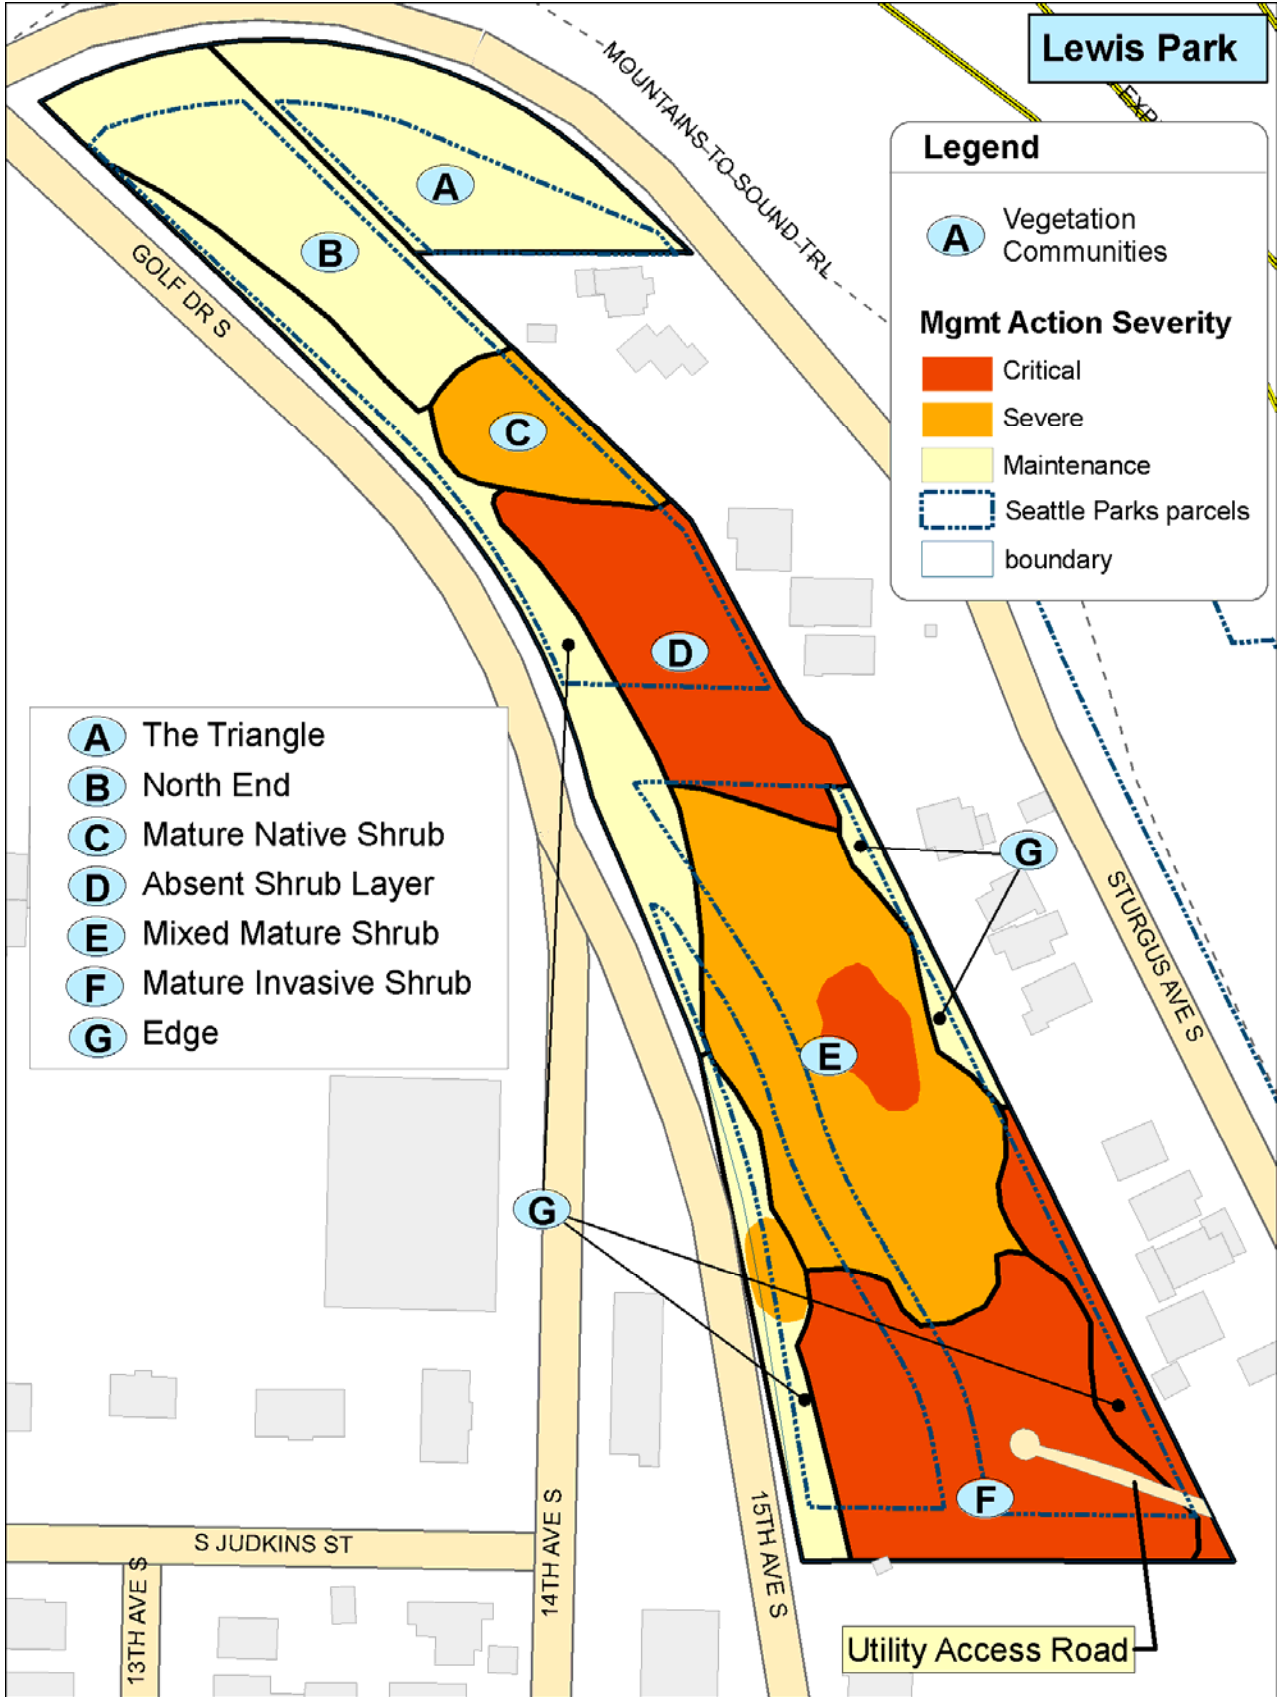 Lewis Park
EXP
MOUNTAINS-TO-SOUND-TRL
Legend
A
Vegetation
Communities
Mgmt Action Severity
Critical
Severe
Maintenance
Seattle Parks parcels
boundary
A
B
GOLF DR S
C
D
A The Triangle
B North End
C Mature Native Shrub
D Absent Shrub Layer
E Mixed Mature Shrub
F Mature Invasive Shrub
G Edge
G
STURGUS AVE S
E
G
F
15TH AVE S
14TH AVE S
S JUDKINS ST
13TH AVE S
Utility Access Road